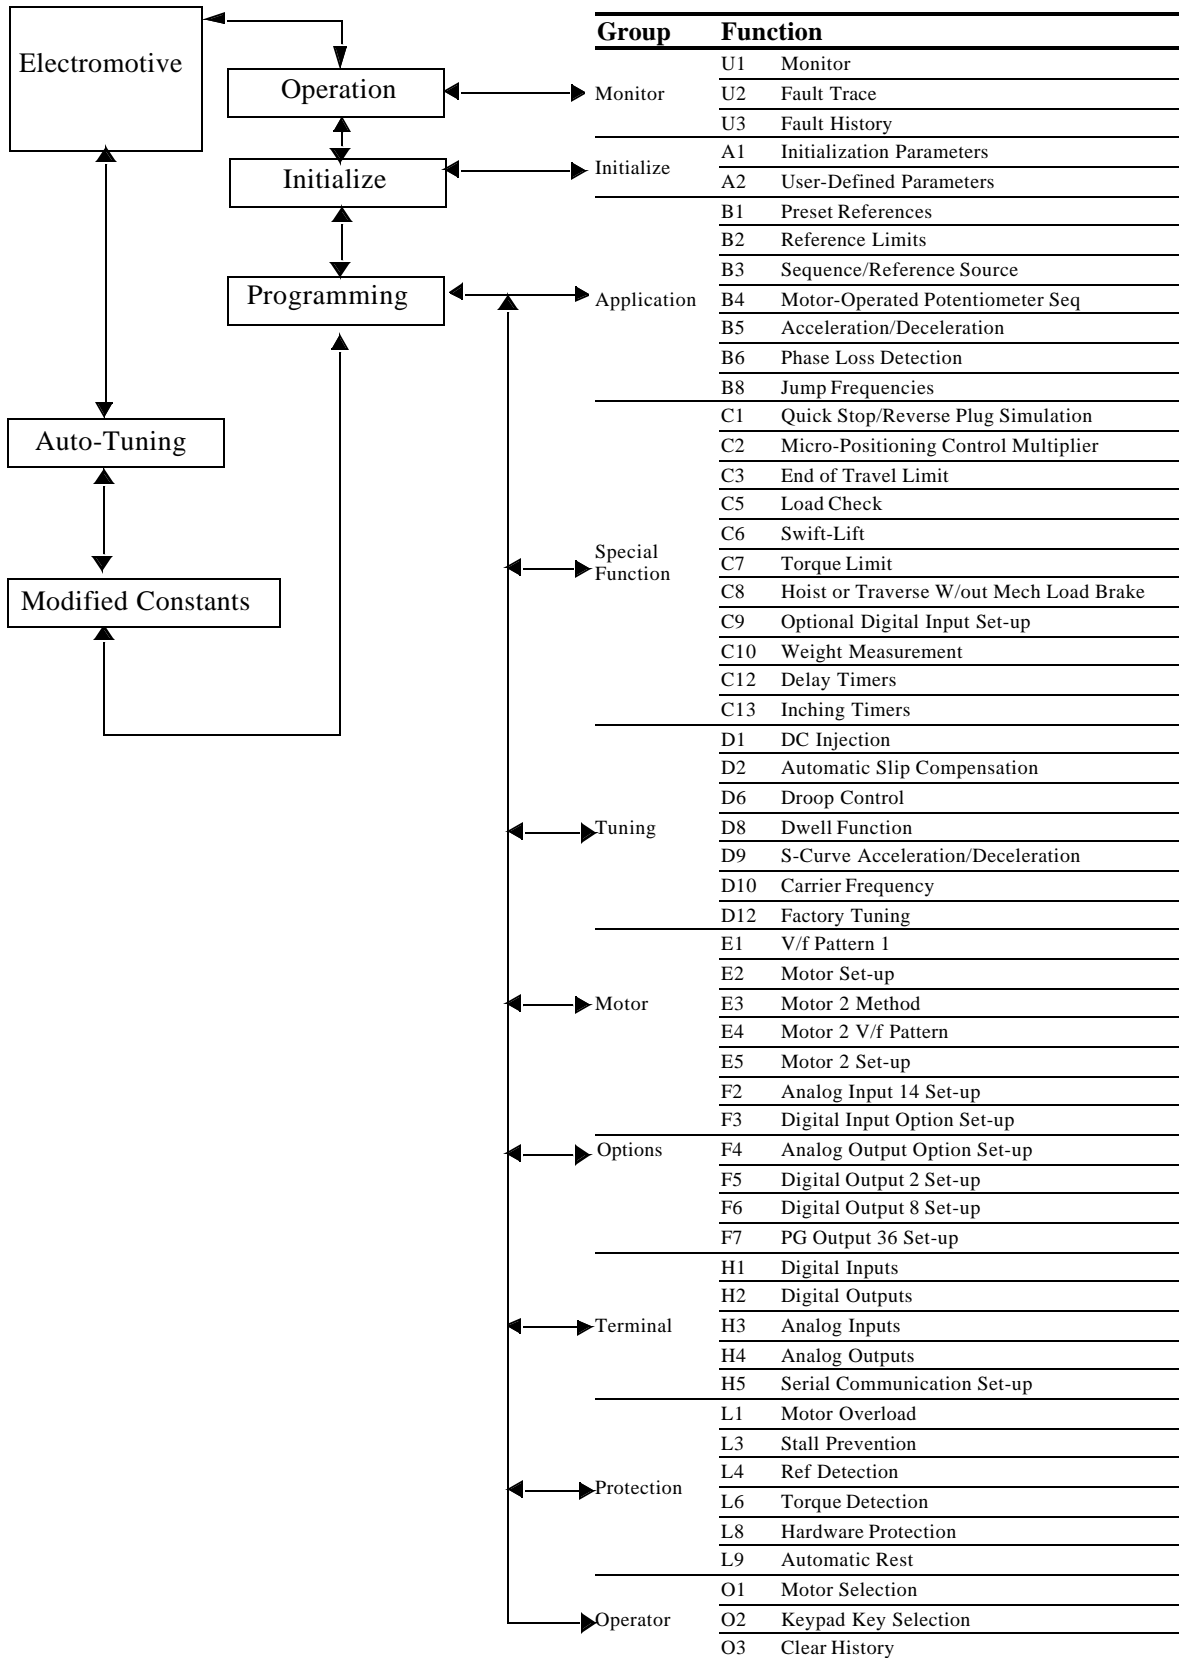 Electromotive
Operation
Initialize
Programming
Auto-Tuning
Modified Constants
Group Function
Monitor
U1 Monitor
U2 Fault Trace
U3 Fault History
Initialize
A1 Initialization Parameters
A2 User-Defined Parameters
Application
B1 Preset References
B2 Reference Limits
B3 Sequence/Reference Source
B4 Motor-Operated Potentiometer Seq
B5 Acceleration/Deceleration
B6 Phase Loss Detection
B8 Jump Frequencies
Special
Function
C1 Quick Stop/Reverse Plug Simulation
C2 Micro-Positioning Control Multiplier
C3 End of Travel Limit
C5 Load Check
C6 Swift-Lift
C7 Torque Limit
C8 Hoist or Traverse W/out Mech Load Brake
C9 Optional Digital Input Set-up
C10 Weight Measurement
C12 Delay Timers
C13 Inching Timers
Tuning
D1 DC Injection
D2 Automatic Slip Compensation
D6 Droop Control
D8 Dwell Function
D9 S-Curve Acceleration/Deceleration
D10 Carrier Frequency
D12 Factory Tuning
Motor
E1 V/f Pattern 1
E2 Motor Set-up
E3 Motor 2 Method
E4 Motor 2 V/f Pattern
E5 Motor 2 Set-up
F2 Analog Input 14 Set-up
F3 Digital Input Option Set-up
Options
F4 Analog Output Option Set-up
F5 Digital Output 2 Set-up
F6 Digital Output 8 Set-up
F7 PG Output 36 Set-up
Terminal
H1 Digital Inputs
H2 Digital Outputs
H3 Analog Inputs
H4 Analog Outputs
H5 Serial Communication Set-up
Protection
L1 Motor Overload
L3 Stall Prevention
L4 Ref Detection
L6 Torque Detection
L8 Hardware Protection
L9 Automatic Rest
Operator
O1 Motor Selection
O2 Keypad Key Selection
O3 Clear History